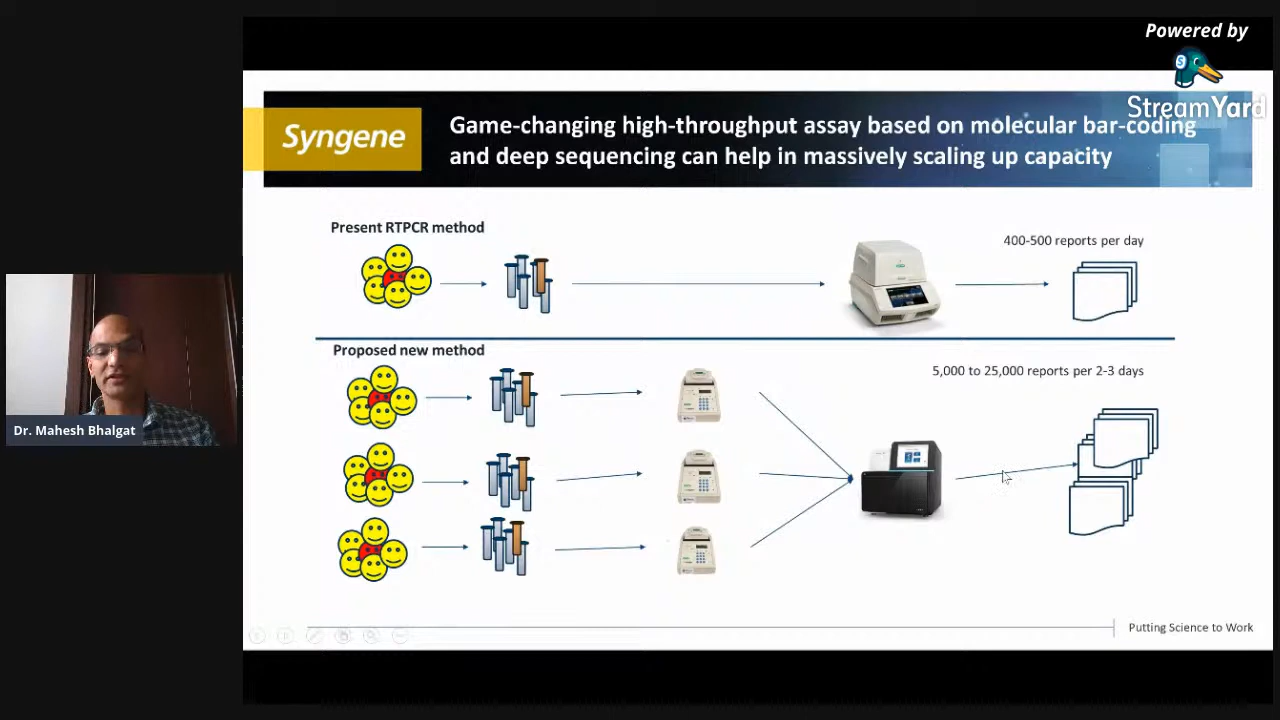 Powered by
StreamYard
Syngene
Game-changing high-throughput assay based on molecular bar-coding
and deep sequencing can help in massively scaling up capacity
Present RTPCR method
400-500 reports per day
Proposed new method
5,000 to 25,000 reports per 2-3 days
Dr. Mahesh Bhalgat
Putting Science to Work